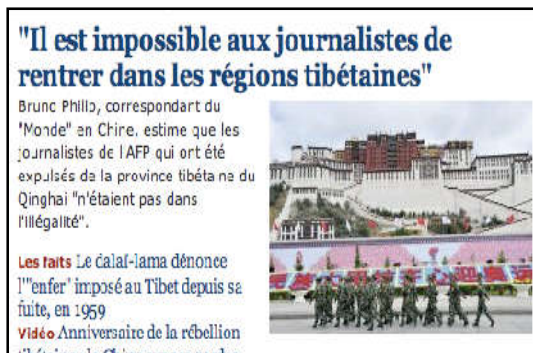 "Il est impossible aux journalistes de
rentrer dans les régions tibétaines"
Bruno Philip, correspondant du
"Monde" en Chine, estime que les
journalistes de l'AFP qui ont été
expulsés de la province tibétaine du
Qinghai "n'étaient pas dans
l'illégalité".
Les faits Le dalaï-lama dénonce
l'"enfer" imposé au Tibet depuis sa
fuite, en 1959
Vidéo Anniversaire de la rébellion